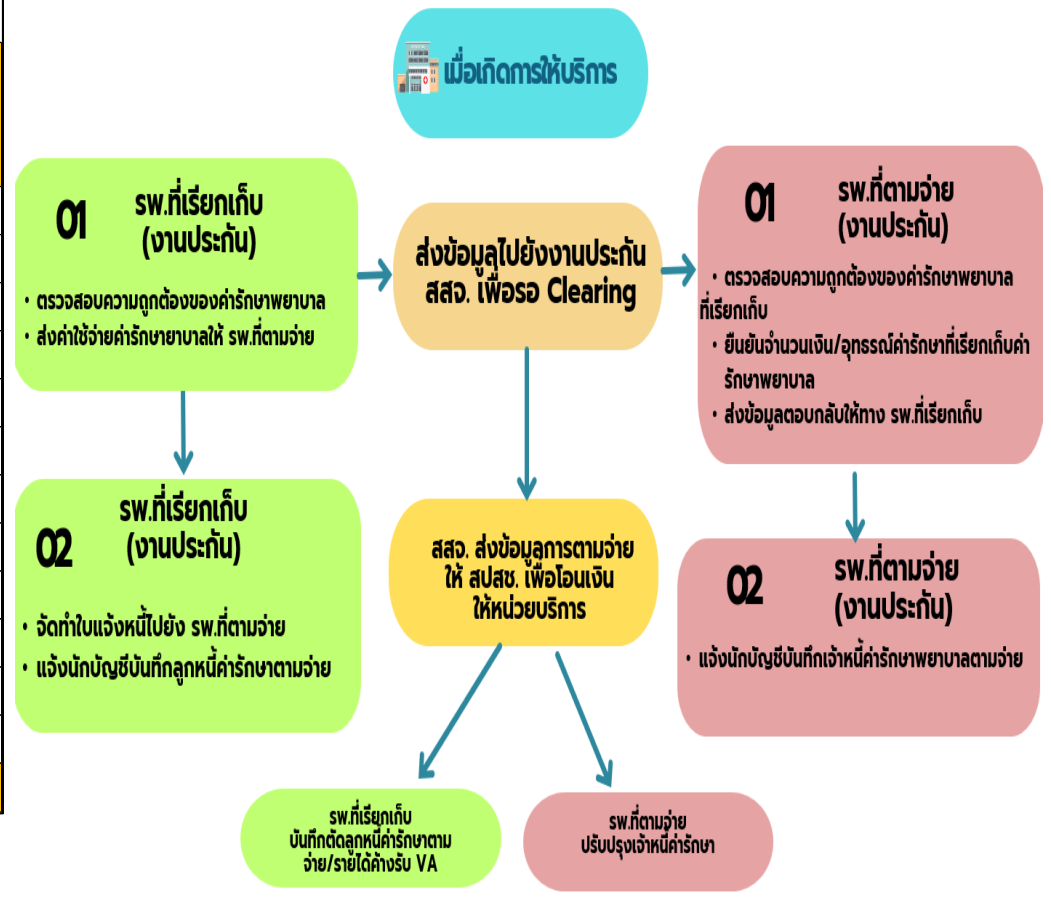 เมื่อเกิดการให้บริการ
01
รพ.ที่เรียกเก็บ
(งานประกัน)
• ตรวจสอบความถูกต้องของค่ารักษาพยาบาล
• ส่งค่าใช้จ่ายค่ารักษายาบาลให้ รพ.ที่ตามจ่าย
ส่งข้อมูลไปยังงานประกัน
สสจ. เพื่อรอ Clearing
01
รพ.ที่ตามจ่าย
(งานประกัน)
• ตรวจสอบความถูกต้องของค่ารักษาพยาบาล
ที่เรียกเก็บ
• ยืนยันจำนวนเงิน/อุทธรณ์ค่ารักษาที่เรียกเก็บค่า
รักษาพยาบาล
• ส่งข้อมูลตอบกลับให้ทาง รพ.ที่เรียกเก็บ
02
รพ.ที่เรียกเก็บ
(งานประกัน)
• จัดทำใบแจ้งหนี้ไปยัง รพ.ที่ตามจ่าย
• แจ้งนักบัญชีบันทึกลูกหนี้ค่ารักษาตามจ่าย
สสจ. ส่งข้อมูลการตามจ่าย
ให้ สปสช. เพื่อโอนเงิน
ให้หน่วยบริการ
02
รพ.ที่ตามจ่าย
(งานประกัน)
• แจ้งนักบัญชีบันทึกเจ้าหนี้ค่ารักษาพยาบาลตามจ่าย
รพ.ที่เรียกเก็บ
บันทึกตัดลูกหนี้ค่ารักษาตาม
จ่าย/รายได้ค้างรับ VA
รพ.ที่ตามจ่าย
ปรับปรุงเจ้าหนี้ค่ารักษา